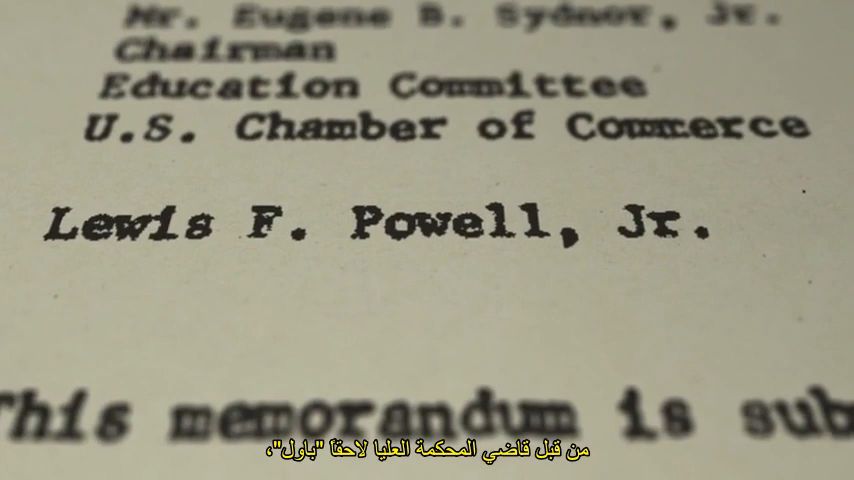 Mr. Eugene B. Sydnor, Jr.
Chairman
Education Committee
U.S. Chamber of Commerce
Lewis F. Powell, Jr.
This memorandum is sub
من قبل قاضي المحكمة العليا لاحقاً "باول"،